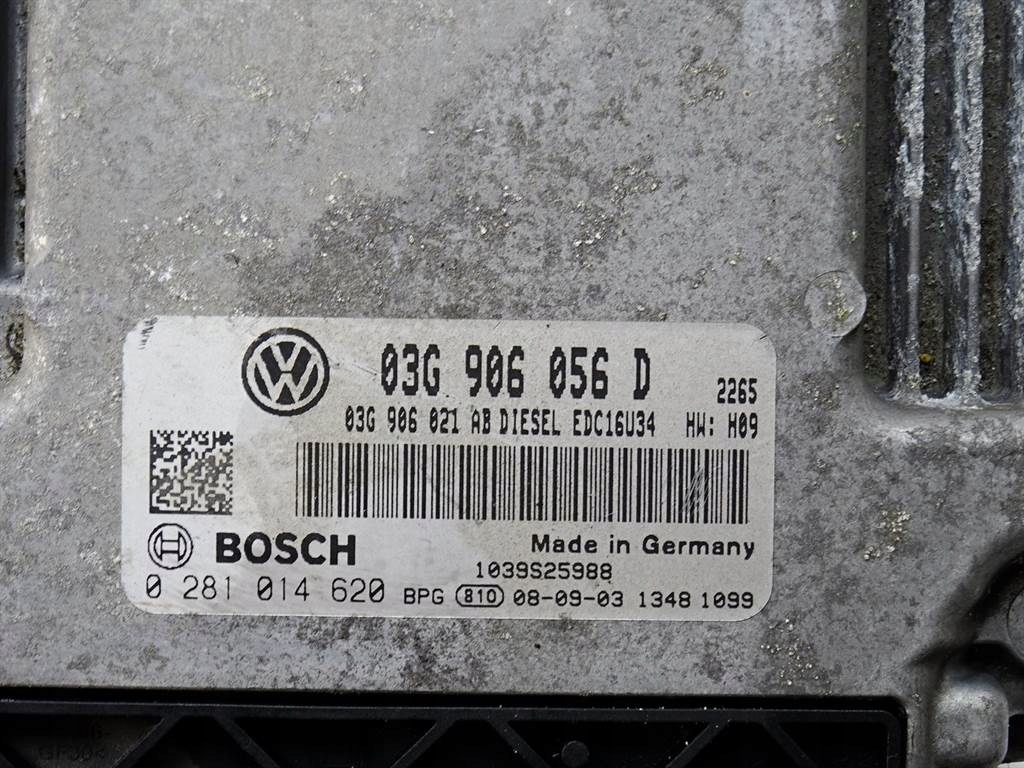 03G 906 056 D 2265
03G 906 021 AB DIESEL EDC16U34 HW: H09
BOSCH Made in Germany
1039S25988
0 281 014 620 BPG 810 08-09-03 1348 1099